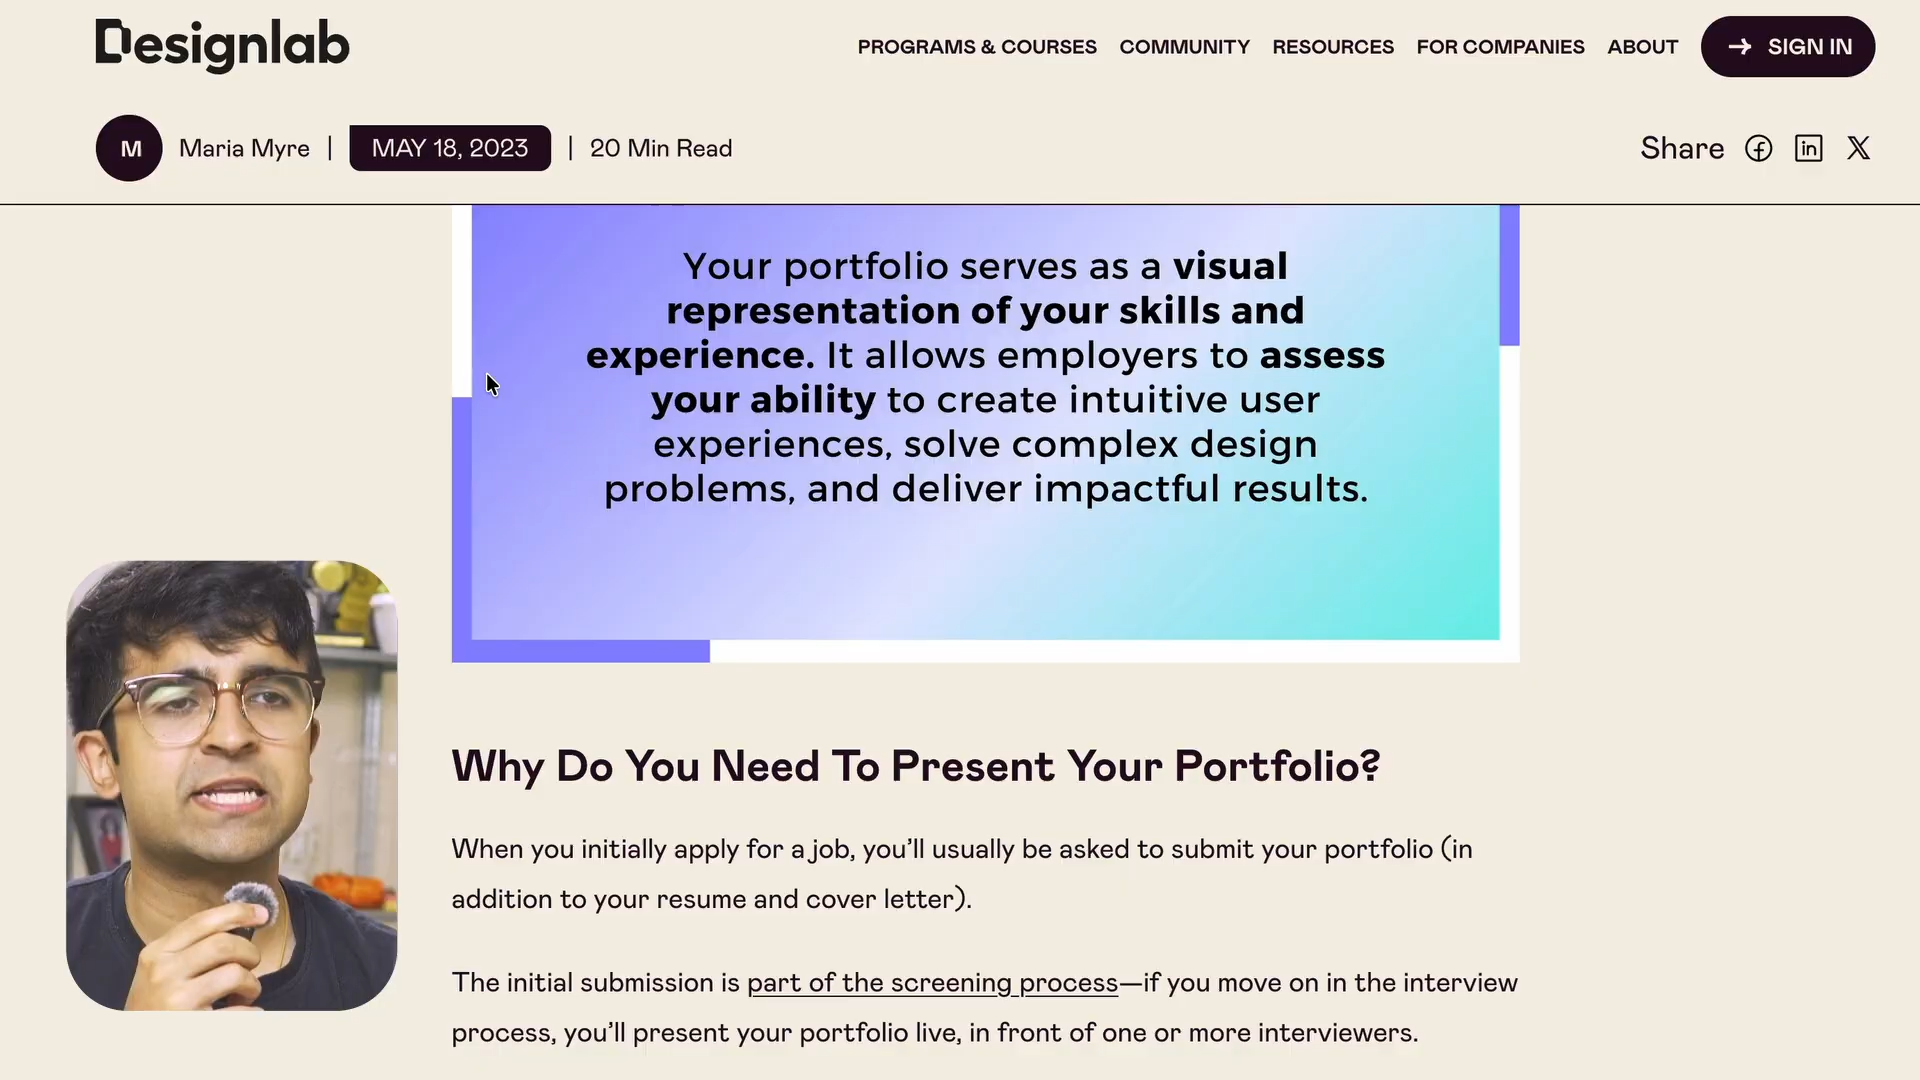 Designlab
PROGRAMS & COURSES COMMUNITY RESOURCES FOR COMPANIES ABOUT SIGN IN
M Maria Myre | MAY 18, 2023 | 20 Min Read Share
Your portfolio serves as a visual
representation of your skills and
experience. It allows employers to assess
your ability to create intuitive user
experiences, solve complex design
problems, and deliver impactful results.
Why Do You Need To Present Your Portfolio?
When you initially apply for a job, you’ll usually be asked to submit your portfolio (in
addition to your resume and cover letter).
The initial submission is part of the screening process—if you move on in the interview
process, you’ll present your portfolio live, in front of one or more interviewers.